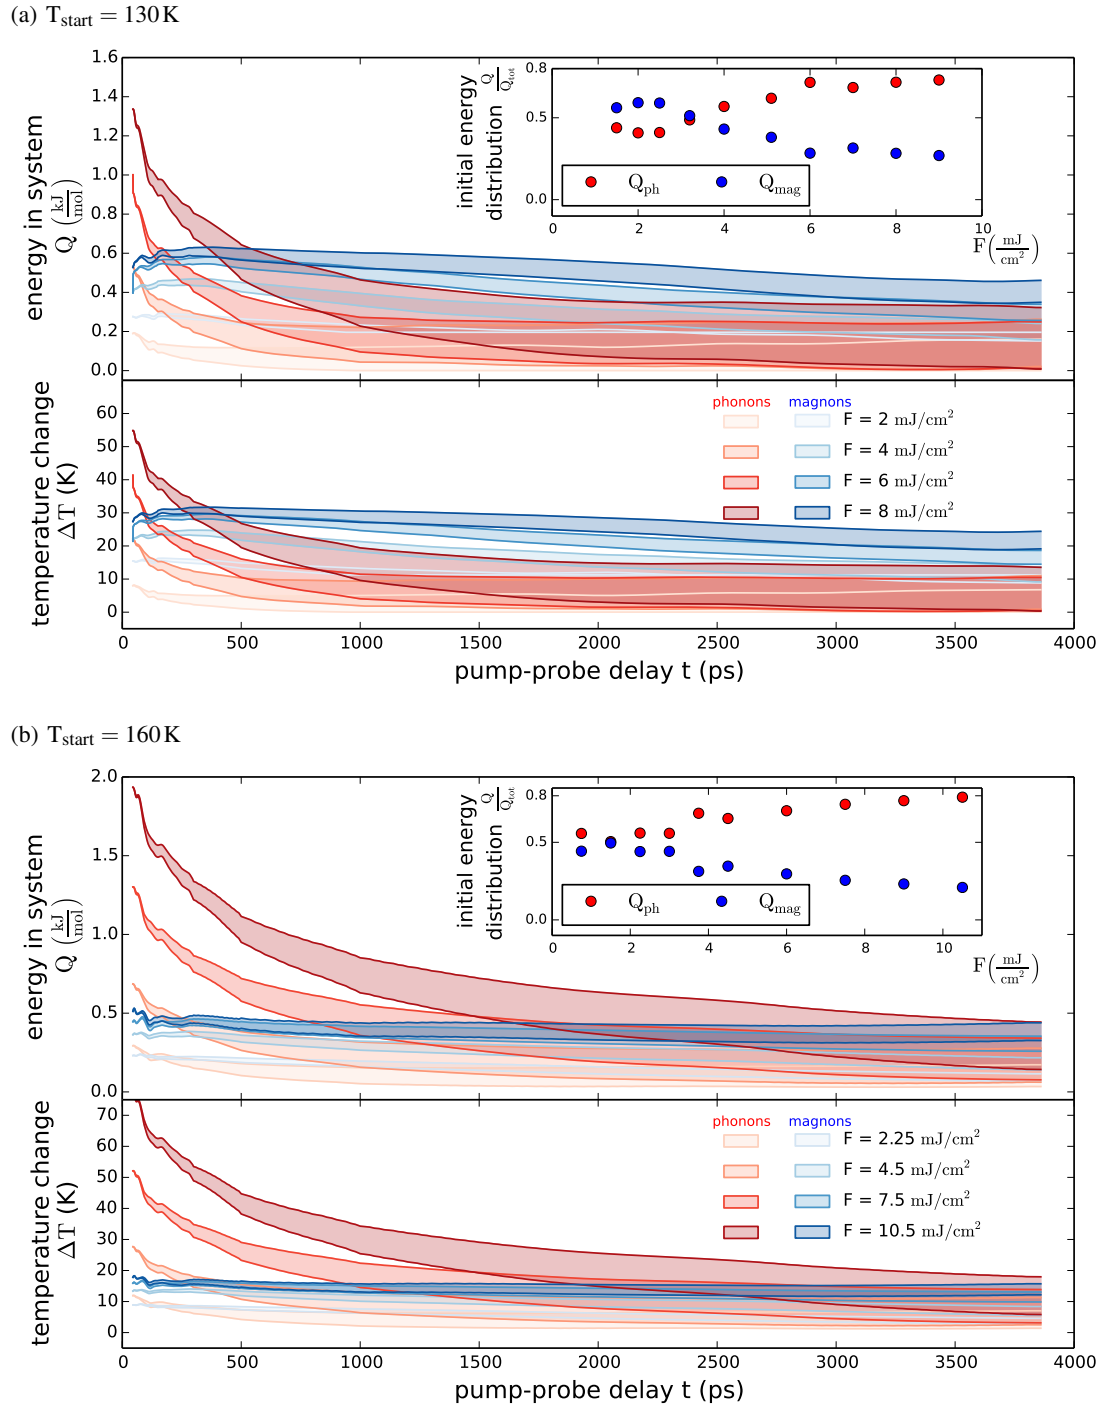 (a) T_start = 130 K
energy in system
Q (kJ/mol)
1.6
1.4
1.2
1.0
0.8
0.6
0.4
0.2
0.0
initial energy
distribution Q/Q_tot
0.8
0.5
0.0
Q_ph Q_mag
0 2 4 6 8 10
F(mJ/cm²)
temperature change
ΔT (K)
60
50
40
30
20
10
0
phonons magnons
F = 2 mJ/cm²
F = 4 mJ/cm²
F = 6 mJ/cm²
F = 8 mJ/cm²
0 500 1000 1500 2000 2500 3000 3500 4000
pump-probe delay t (ps)
(b) T_start = 160 K
energy in system
Q (kJ/mol)
2.0
1.5
1.0
0.5
0.0
initial energy
distribution Q/Q_tot
0.8
0.5
0.0
Q_ph Q_mag
0 2 4 6 8 10
F(mJ/cm²)
temperature change
ΔT (K)
70
60
50
40
30
20
10
0
phonons magnons
F = 2.25 mJ/cm²
F = 4.5 mJ/cm²
F = 7.5 mJ/cm²
F = 10.5 mJ/cm²
0 500 1000 1500 2000 2500 3000 3500 4000
pump-probe delay t (ps)